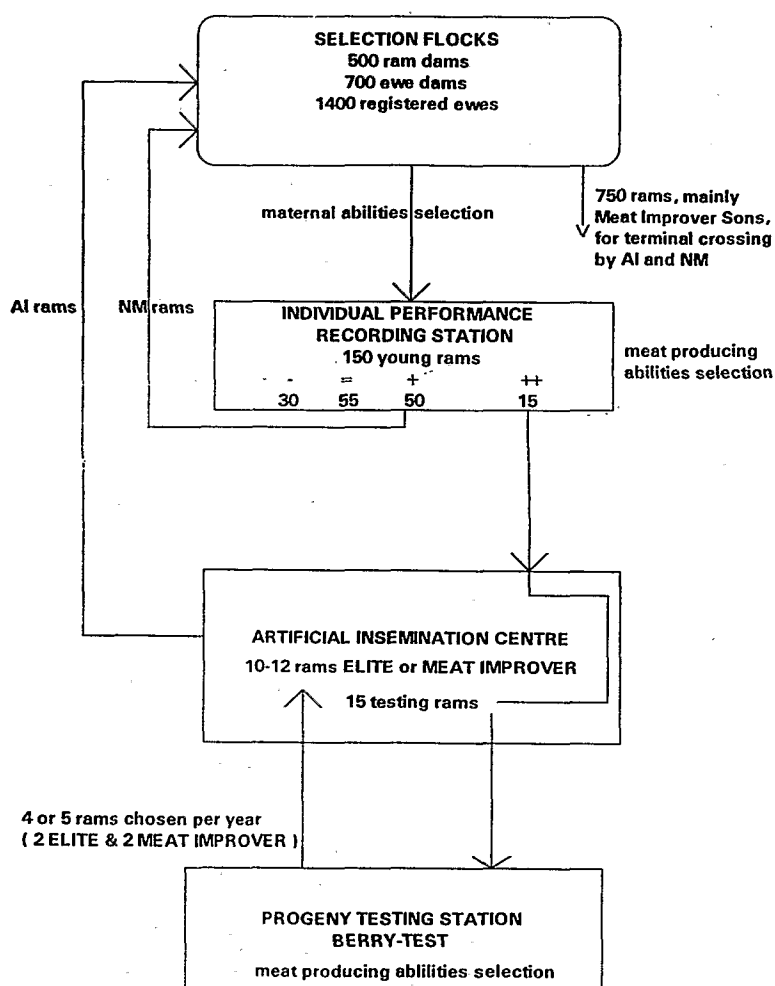 SELECTION FLOCKS
500 ram dams
700 ewe dams
1400 registered ewes
maternal abilities selection
750 rams, mainly
Meat Improver Sons,
for terminal crossing
by AI and NM
AI rams
NM rams
INDIVIDUAL PERFORMANCE
RECORDING STATION
150 young rams
- = + ++
30 55 50 15
meat producing
abilities selection
ARTIFICIAL INSEMINATION CENTRE
10-12 rams ELITE or MEAT IMPROVER
15 testing rams
4 or 5 rams chosen per year
( 2 ELITE & 2 MEAT IMPROVER )
PROGENY TESTING STATION
BERRY-TEST
meat producing ablilities selection